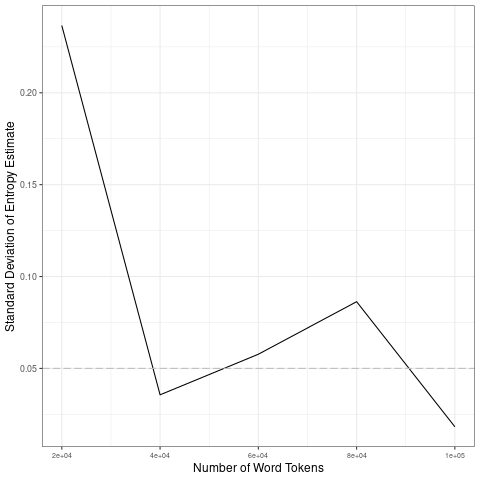 Standard Deviation of Entropy Estimate
0.20
0.15
0.10
0.05
2e+04 4e+04 6e+04 8e+04 1e+05
Number of Word Tokens